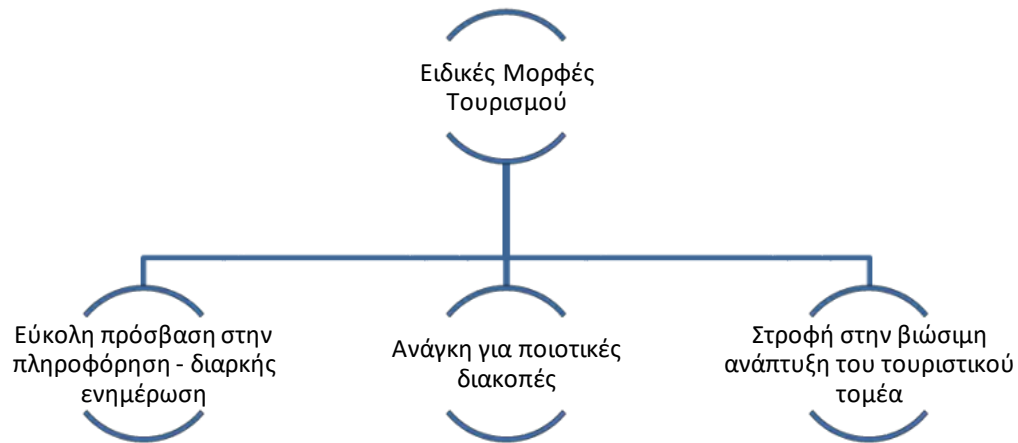 Ειδικές Μορφές
Τουρισμού
Εύκολη πρόσβαση στην
πληροφόρηση - διαρκής
ενημέρωση
Ανάγκη για ποιοτικές
διακοπές
Στροφή στην βιώσιμη
ανάπτυξη του τουριστικού
τομέα